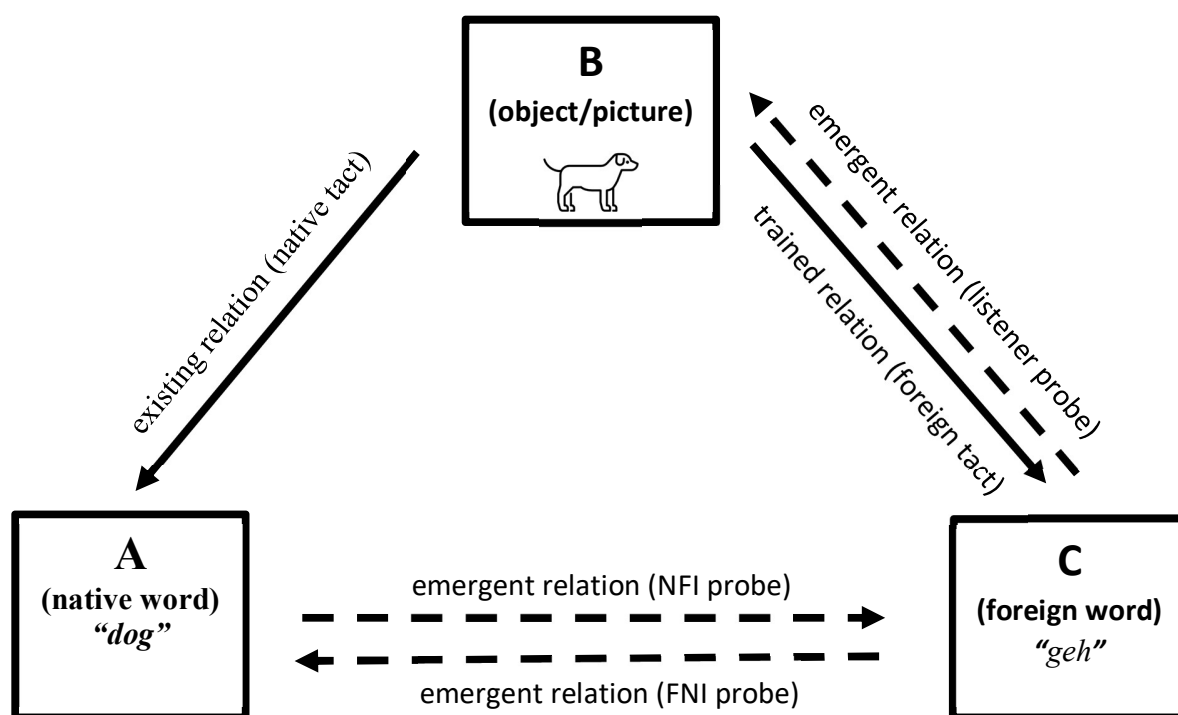 B
(object/picture)
existing relation (native tact)
emergent relation (listener probe)
trained relation (foreign tact)
A
(native word)
“dog”
emergent relation (NFI probe)
emergent relation (FNI probe)
C
(foreign word)
“geh”